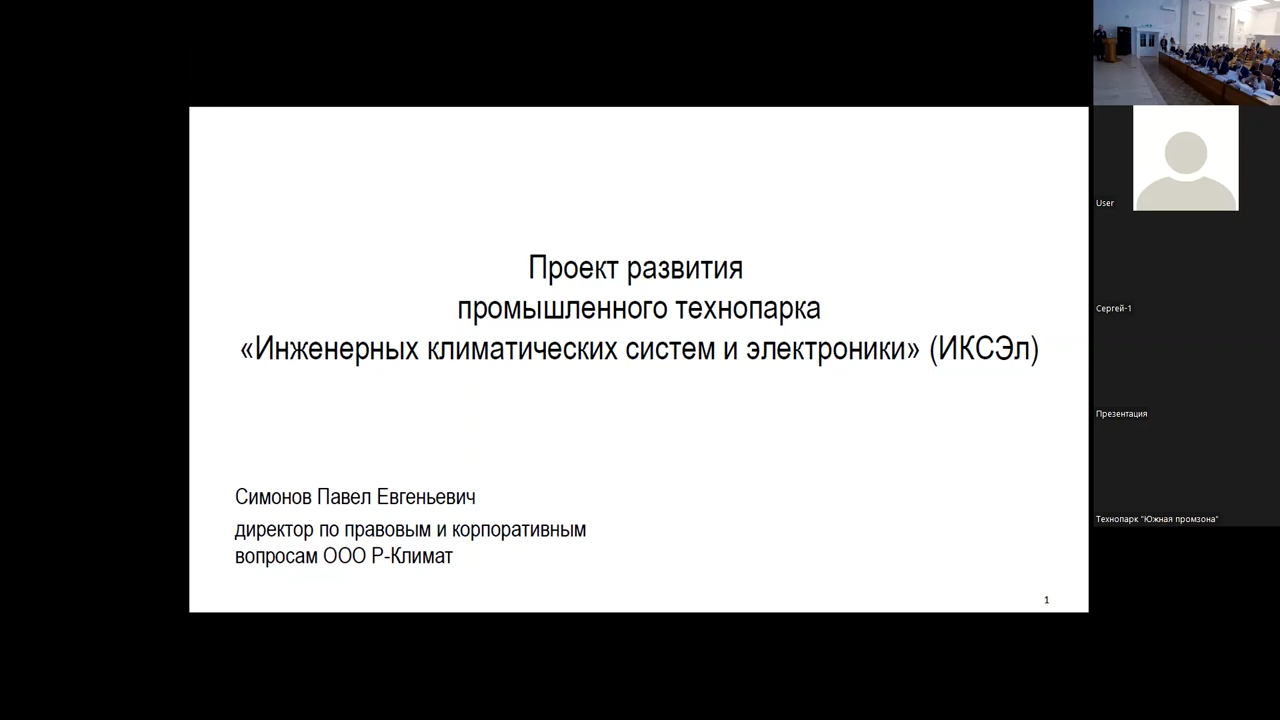 Проект развития
промышленного технопарка
«Инженерных климатических систем и электроники» (ИКСЭл)
Симонов Павел Евгеньевич
директор по правовым и корпоративным
вопросам ООО Р-Климат
1
User
Сергей-1
Презентация
Технопарк "Южная промзона"